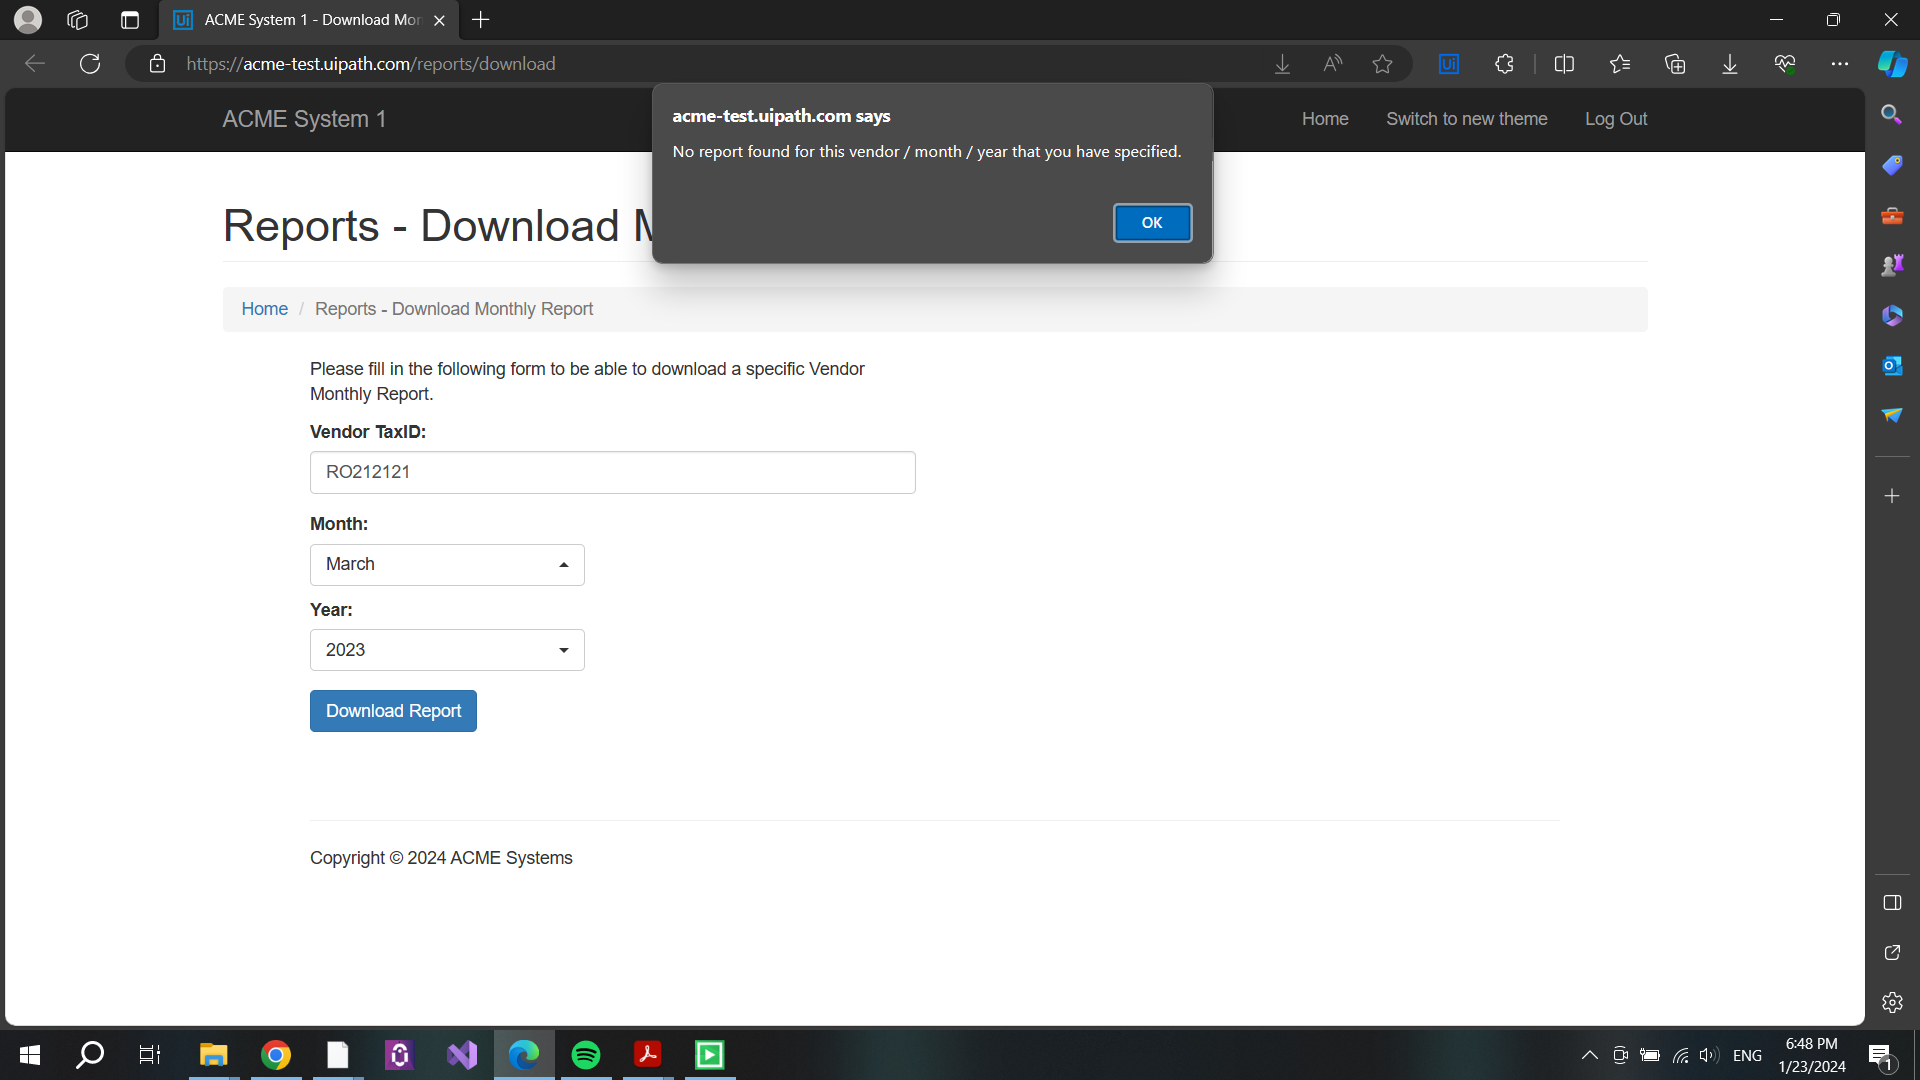 ACME System 1 - Download Mon
https://acme-test.uipath.com/reports/download
ACME System 1
Home
Switch to new theme
Log Out
acme-test.uipath.com says
No report found for this vendor / month / year that you have specified.
OK
Reports - Download M
Home / Reports - Download Monthly Report
Please fill in the following form to be able to download a specific Vendor
Monthly Report.
Vendor TaxID:
RO212121
Month:
March
Year:
2023
Download Report
Copyright © 2024 ACME Systems
ENG
6:48 PM
1/23/2024
1